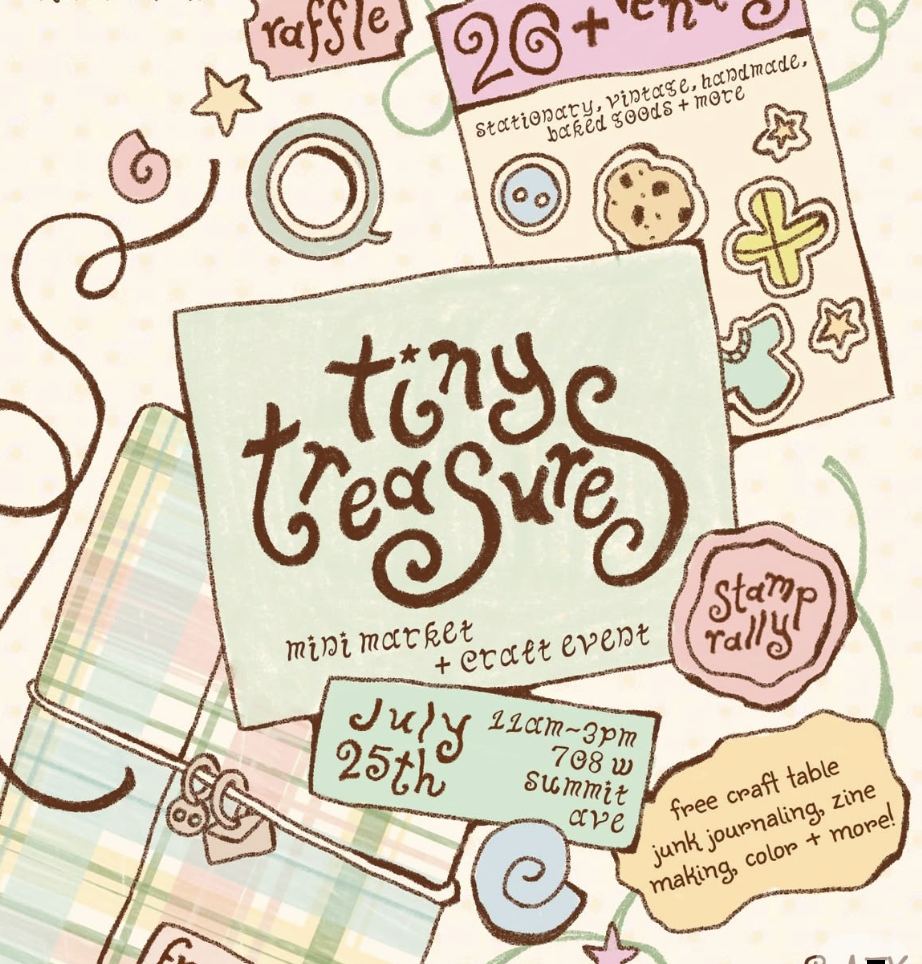 raffle
26 + vendors
stationary, vintage, handmade,
baked goods + more
tiny
treasures
mini market
+ craft event
stamp
rally
July
25th
11am~3pm
708 w
summit
ave
free craft table
junk journaling, zine
making, color + more!